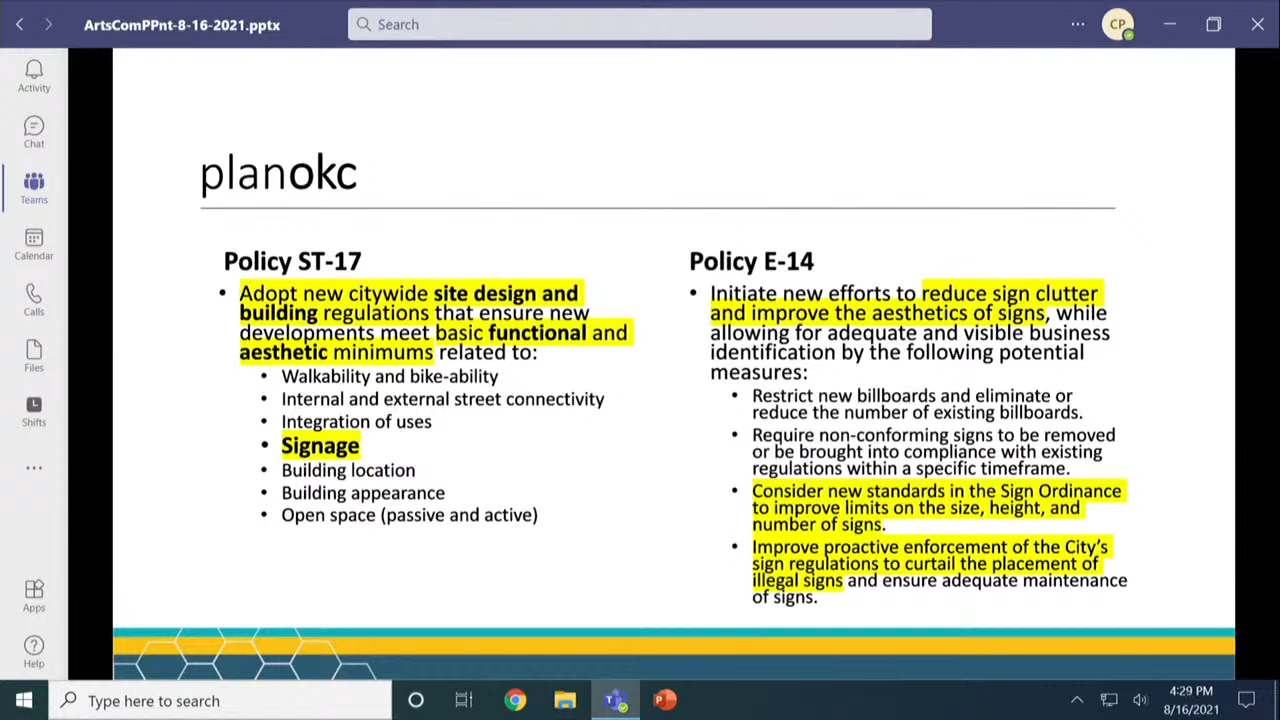 ArtsComPPnt-8-16-2021.pptx
Search
CP
Activity
Chat
Teams
Calendar
Calls
Files
Shifts
Apps
Help
planokc
Policy ST-17
• Adopt new citywide site design and
building regulations that ensure new
developments meet basic functional and
aesthetic minimums related to:
• Walkability and bike-ability
• Internal and external street connectivity
• Integration of uses
• Signage
• Building location
• Building appearance
• Open space (passive and active)
Policy E-14
• Initiate new efforts to reduce sign clutter
and improve the aesthetics of signs, while
allowing for adequate and visible business
identification by the following potential
measures:
• Restrict new billboards and eliminate or
reduce the number of existing billboards.
• Require non-conforming signs to be removed
or be brought into compliance with existing
regulations within a specific timeframe.
• Consider new standards in the Sign Ordinance
to improve limits on the size, height, and
number of signs.
• Improve proactive enforcement of the City's
sign regulations to curtail the placement of
illegal signs and ensure adequate maintenance
of signs.
Type here to search
4:29 PM
8/16/2021